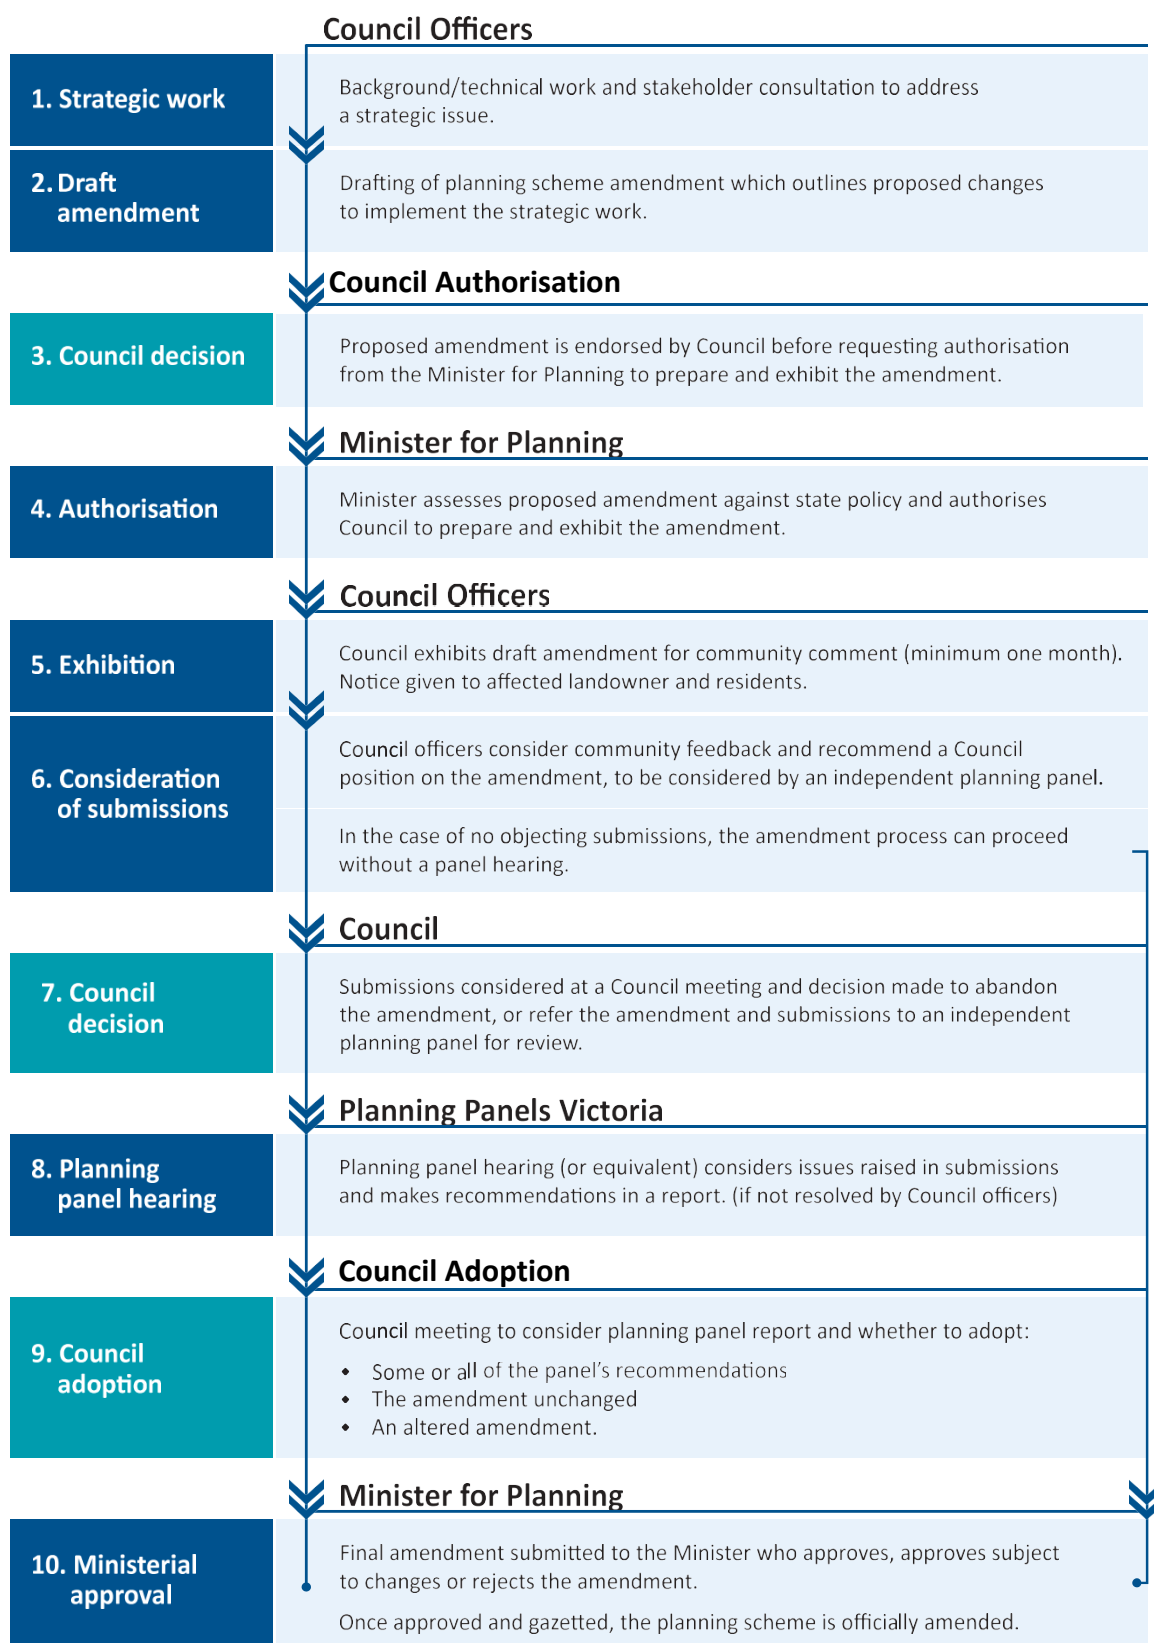 Council Officers
1. Strategic work
Background/technical work and stakeholder consultation to address
a strategic issue.
2. Draft
amendment
Drafting of planning scheme amendment which outlines proposed changes
to implement the strategic work.
Council Authorisation
3. Council decision
Proposed amendment is endorsed by Council before requesting authorisation
from the Minister for Planning to prepare and exhibit the amendment.
Minister for Planning
4. Authorisation
Minister assesses proposed amendment against state policy and authorises
Council to prepare and exhibit the amendment.
Council Officers
5. Exhibition
Council exhibits draft amendment for community comment (minimum one month).
Notice given to affected landowner and residents.
6. Consideration
of submissions
Council officers consider community feedback and recommend a Council
position on the amendment, to be considered by an independent planning panel.
In the case of no objecting submissions, the amendment process can proceed
without a panel hearing.
Council
7. Council
decision
Submissions considered at a Council meeting and decision made to abandon
the amendment, or refer the amendment and submissions to an independent
planning panel for review.
Planning Panels Victoria
8. Planning
panel hearing
Planning panel hearing (or equivalent) considers issues raised in submissions
and makes recommendations in a report. (if not resolved by Council officers)
Council Adoption
9. Council
adoption
Council meeting to consider planning panel report and whether to adopt:
• Some or all of the panel's recommendations
• The amendment unchanged
• An altered amendment.
Minister for Planning
10. Ministerial
approval
Final amendment submitted to the Minister who approves, approves subject
to changes or rejects the amendment.
Once approved and gazetted, the planning scheme is officially amended.